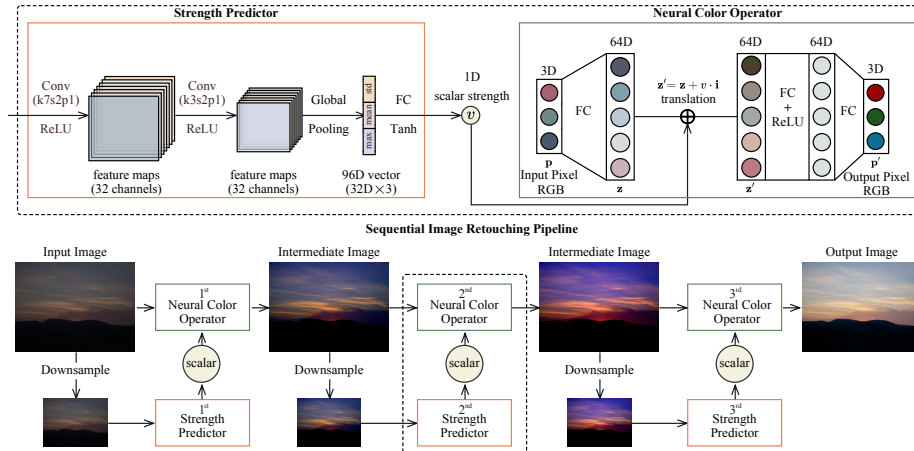 Strength Predictor
Neural Color Operator
Conv
(k7s2p1)
ReLU
feature maps
(32 channels)
Conv
(k3s2p1)
ReLU
feature maps
(32 channels)
Global
Pooling
std
mean
max
96D vector
(32D×3)
FC
Tanh
1D
scalar strength
v
3D
p
Input Pixel
RGB
FC
64D
z
z′= z + v · i
translation
64D
z′
FC
+
ReLU
64D
FC
3D
p′
Output Pixel
RGB
Sequential Image Retouching Pipeline
Input Image
Intermediate Image
Intermediate Image
Output Image
1st
Neural Color
Operator
2nd
Neural Color
Operator
3rd
Neural Color
Operator
scalar
scalar
scalar
Downsample
Downsample
Downsample
1st
Strength
Predictor
2nd
Strength
Predictor
3rd
Strength
Predictor